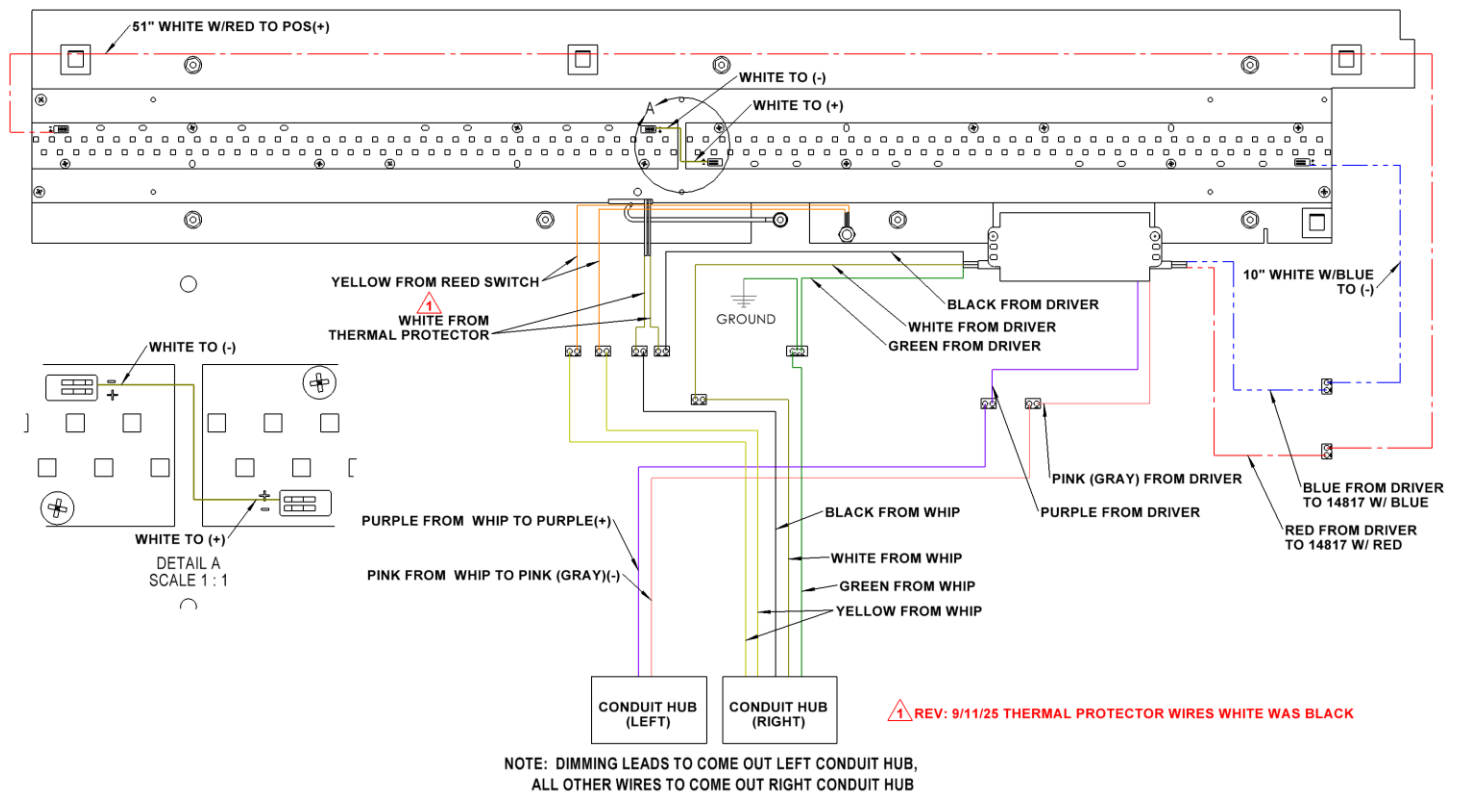 51" WHITE W/RED TO POS(+)
WHITE TO (-)
A
WHITE TO (+)
YELLOW FROM REED SWITCH
1
WHITE FROM
THERMAL PROTECTOR
GROUND
BLACK FROM DRIVER
WHITE FROM DRIVER
GREEN FROM DRIVER
10" WHITE W/BLUE
TO (-)
WHITE TO (-)
-
+
+
-
WHITE TO (+)
DETAIL A
SCALE 1 : 1
PURPLE FROM WHIP TO PURPLE(+)
PINK FROM WHIP TO PINK (GRAY)(-)
BLACK FROM WHIP
WHITE FROM WHIP
GREEN FROM WHIP
YELLOW FROM WHIP
PINK (GRAY) FROM DRIVER
PURPLE FROM DRIVER
BLUE FROM DRIVER
TO 14817 W/ BLUE
RED FROM DRIVER
TO 14817 W/ RED
CONDUIT HUB
(LEFT)
CONDUIT HUB
(RIGHT)
1 REV: 9/11/25 THERMAL PROTECTOR WIRES WHITE WAS BLACK
NOTE: DIMMING LEADS TO COME OUT LEFT CONDUIT HUB,
ALL OTHER WIRES TO COME OUT RIGHT CONDUIT HUB